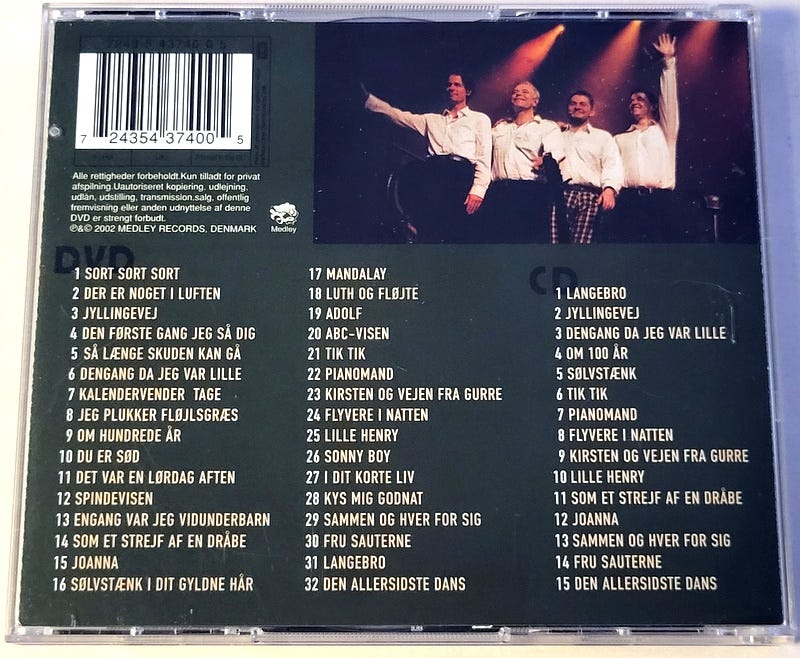 7 24354 37400 5
Alle rettigheder forbeholdt.Kun tilladt for privat
afspilning.Uautoriseret kopiering, udlejning,
udlån, udstilling, transmission,salg, offentlig
fremvisning eller anden udnyttelse af denne
DVD er strengt forbudt.
℗&© 2002 MEDLEY RECORDS, DENMARK
Medley
DVD
1 SORT SORT SORT
2 DER ER NOGET I LUFTEN
3 JYLLINGEVEJ
4 DEN FØRSTE GANG JEG SÅ DIG
5 SÅ LÆNGE SKUDEN KAN GÅ
6 DENGANG DA JEG VAR LILLE
7 KALENDERVENDER TAGE
8 JEG PLUKKER FLØJLSGRÆS
9 OM HUNDREDE ÅR
10 DU ER SØD
11 DET VAR EN LØRDAG AFTEN
12 SPINDEVISEN
13 ENGANG VAR JEG VIDUNDERBARN
14 SOM ET STREJF AF EN DRÅBE
15 JOANNA
16 SØLVSTÆNK I DIT GYLDNE HÅR
17 MANDALAY
18 LUTH OG FLØJTE
19 ADOLF
20 ABC-VISEN
21 TIK TIK
22 PIANOMAND
23 KIRSTEN OG VEJEN FRA GURRE
24 FLYVERE I NATTEN
25 LILLE HENRY
26 SONNY BOY
27 I DIT KORTE LIV
28 KYS MIG GODNAT
29 SAMMEN OG HVER FOR SIG
30 FRU SAUTERNE
31 LANGEBRO
32 DEN ALLERSIDSTE DANS
CD
1 LANGEBRO
2 JYLLINGEVEJ
3 DENGANG DA JEG VAR LILLE
4 OM 100 ÅR
5 SØLVSTÆNK
6 TIK TIK
7 PIANOMAND
8 FLYVERE I NATTEN
9 KIRSTEN OG VEJEN FRA GURRE
10 LILLE HENRY
11 SOM ET STREJF AF EN DRÅBE
12 JOANNA
13 SAMMEN OG HVER FOR SIG
14 FRU SAUTERNE
15 DEN ALLERSIDSTE DANS